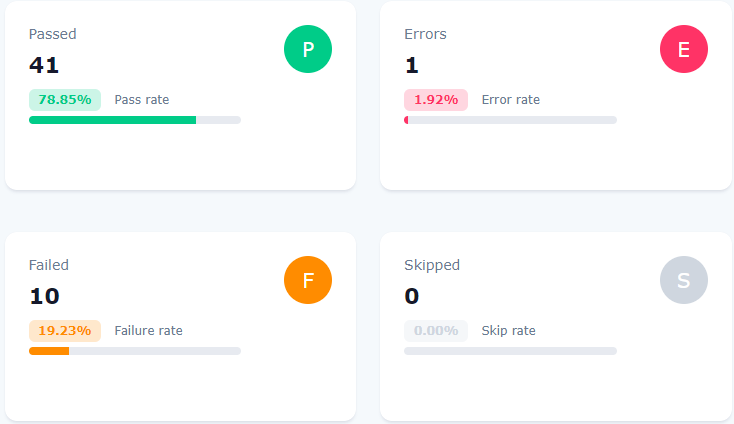 Passed
P
41
78.85% Pass rate
Errors
E
1
1.92% Error rate
Failed
F
10
19.23% Failure rate
Skipped
S
0
0.00% Skip rate